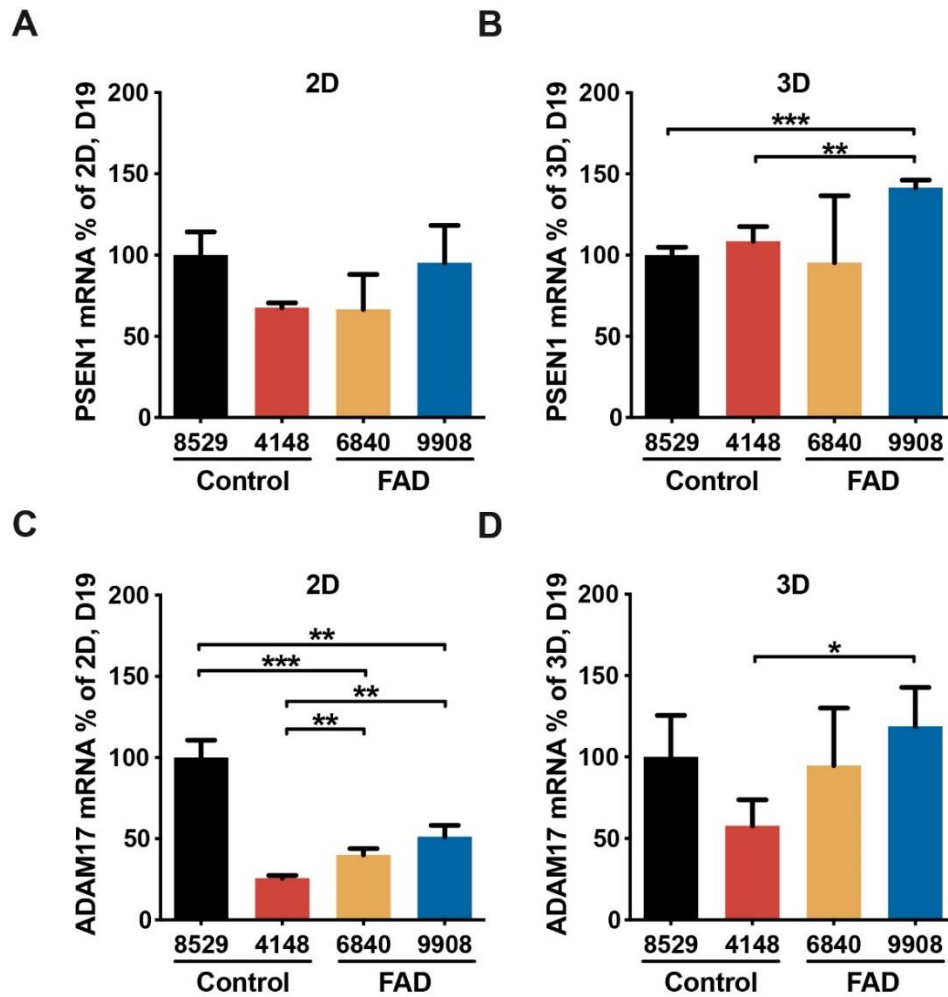 A
2D
PSEN1 mRNA % of 2D, D19
200
150
100
50
0
8529 4148 6840 9908
Control FAD
B
3D
PSEN1 mRNA % of 3D, D19
200
150
100
50
0
***
**
8529 4148 6840 9908
Control FAD
C
2D
ADAM17 mRNA % of 2D, D19
200
150
100
50
0
**
***
**
**
8529 4148 6840 9908
Control FAD
D
3D
ADAM17 mRNA % of 3D, D19
200
150
100
50
0
*
8529 4148 6840 9908
Control FAD